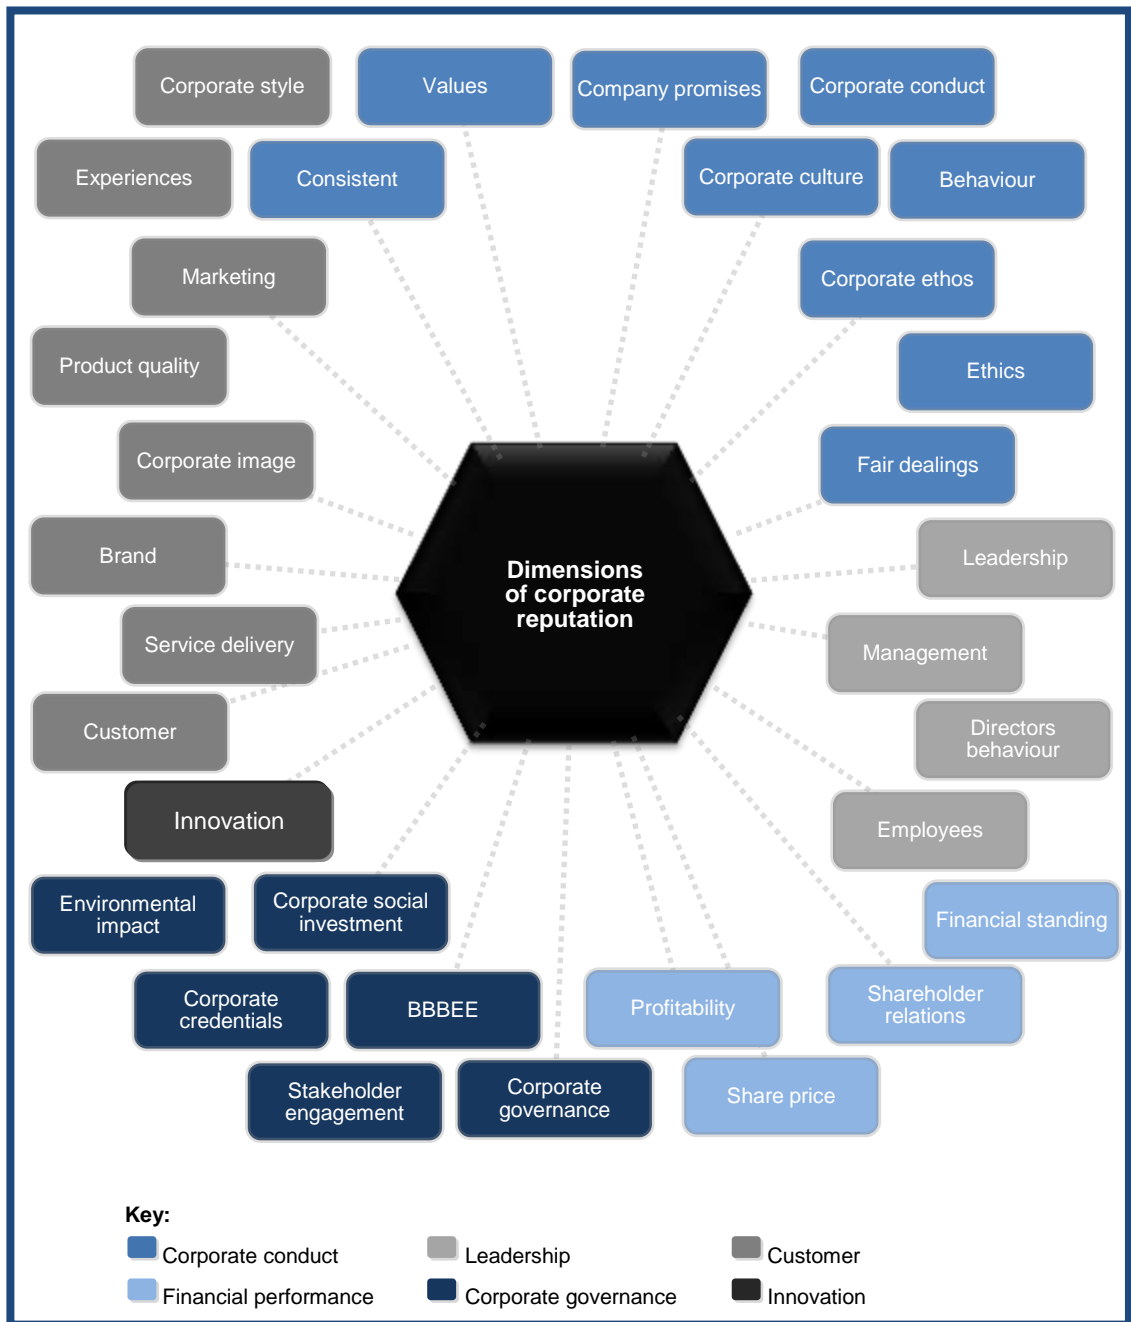 Corporate style
Values
Company promises
Corporate conduct
Experiences
Consistent
Corporate culture
Behaviour
Marketing
Corporate ethos
Product quality
Ethics
Corporate image
Fair dealings
Brand
Leadership
Dimensions
of corporate
reputation
Service delivery
Management
Customer
Directors
behaviour
Innovation
Employees
Environmental
impact
Corporate social
investment
Financial standing
Corporate
credentials
BBBEE
Profitability
Shareholder
relations
Stakeholder
engagement
Corporate
governance
Share price
Key:
Corporate conduct
Leadership
Customer
Financial performance
Corporate governance
Innovation